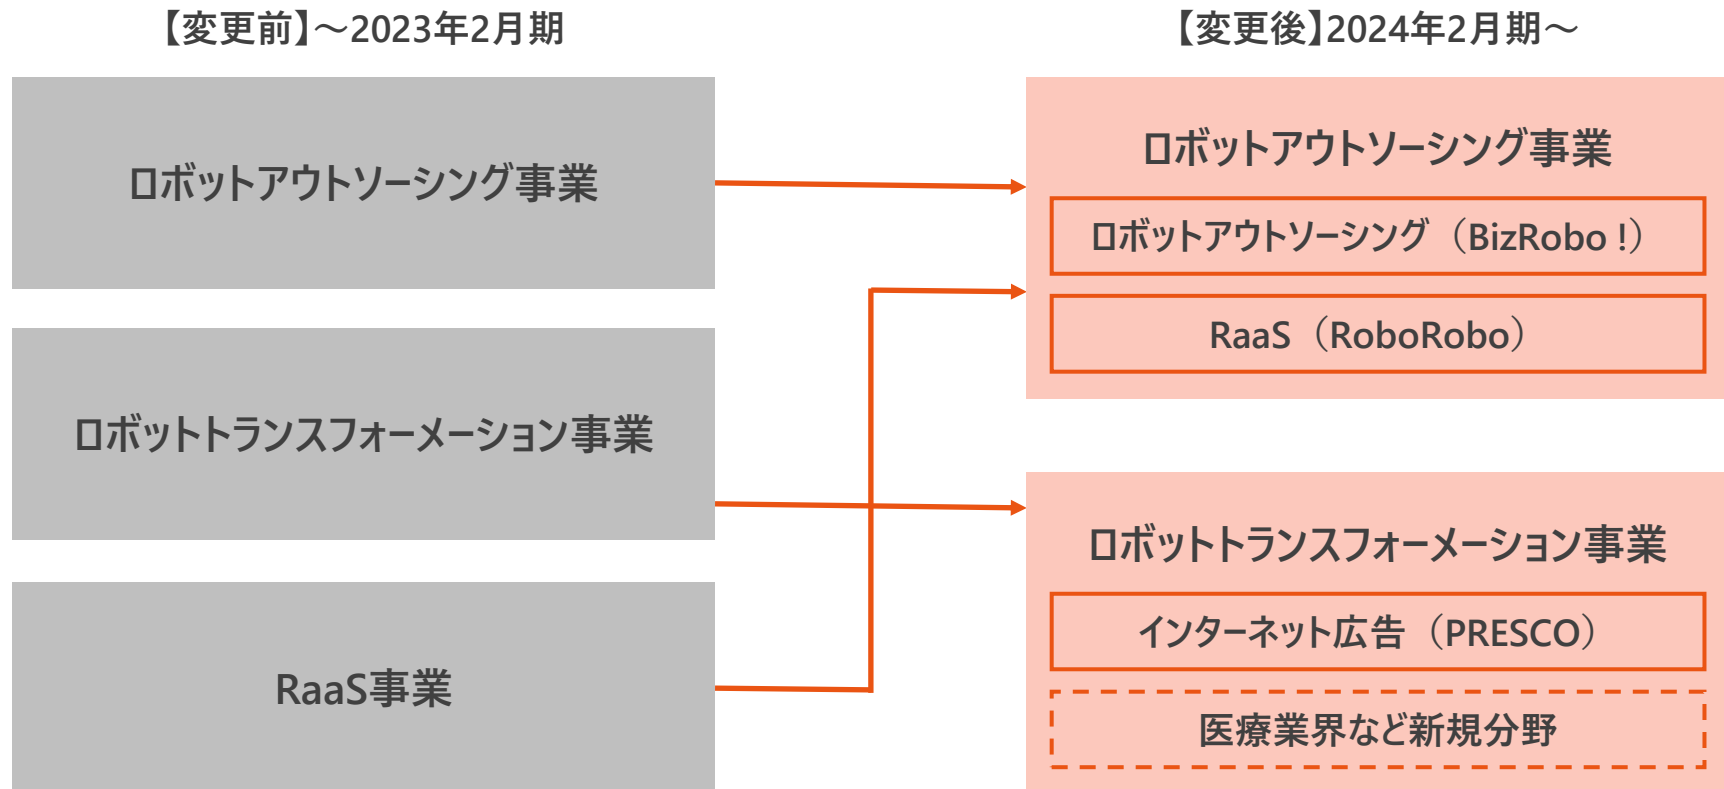 【変更前】～2023年2月期
ロボットアウトソーシング事業
ロボットトランスフォーメーション事業
RaaS事業
【変更後】2024年2月期～
ロボットアウトソーシング事業
ロボットアウトソーシング（BizRobo !）
RaaS（RoboRobo）
ロボットトランスフォーメーション事業
インターネット広告（PRESCO）
医療業界など新規分野